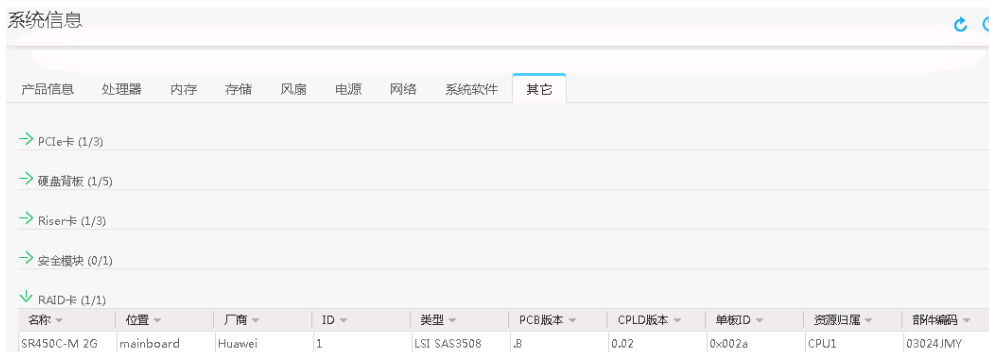 系统信息
产品信息 处理器 内存 存储 风扇 电源 网络 系统软件 其它
PCIe卡 (1/3)
硬盘背板 (1/5)
Riser卡 (1/3)
安全模块 (0/1)
RAID卡 (1/1)
名称 位置 厂商 ID 类型 PCB版本 CPLD版本 单板ID 资源归属 部件编码
SR450C-M 2G mainboard Huawei 1 LSI SAS3508 .B 0.02 0x002a CPU1 03024JMY